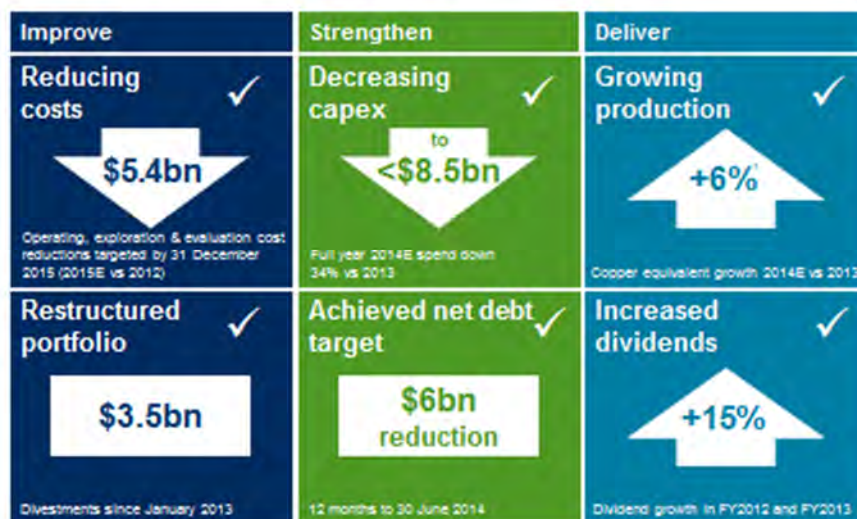 Improve
Strengthen
Deliver
Reducing
costs
$5.4bn
Operating, exploration & evaluation cost
reductions targeted by 31 December
2015 (2015E vs 2012)
Decreasing
capex
to
<$8.5bn
Full year 2014E spend down
34% vs 2013
Growing
production
+6%
Copper equivalent growth 2014E vs 2013
Restructured
portfolio
$3.5bn
Divestments since January 2013
Achieved net debt
target
$6bn
reduction
12 months to 30 June 2014
Increased
dividends
+15%
Dividend growth in FY2012 and FY2013